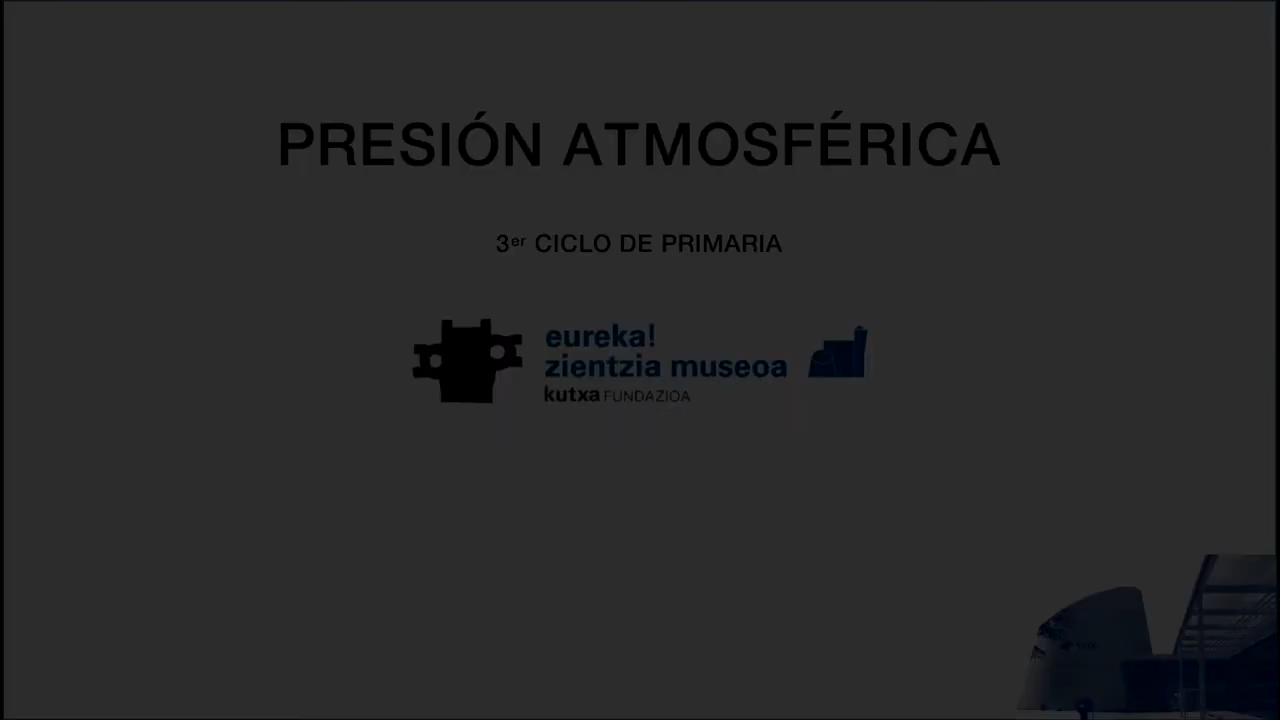 PRESIÓN ATMOSFÉRICA
3er CICLO DE PRIMARIA
eureka!
zientzia museoa
kutxa FUNDAZIOA